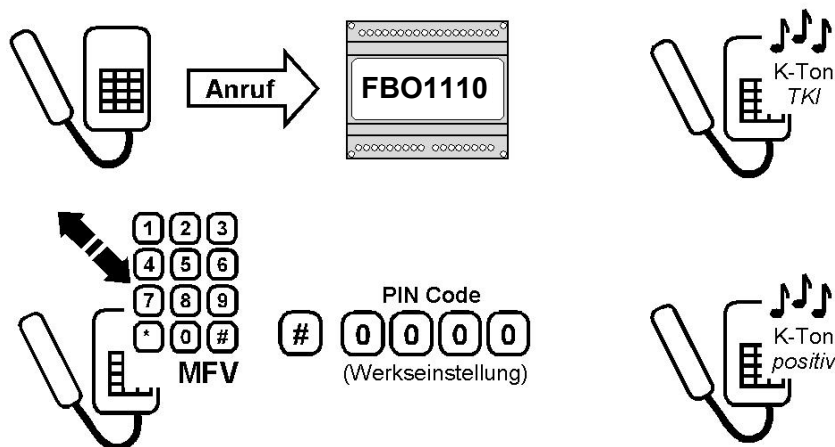 Anruf
FBO1110
K-Ton
TKI
1 2 3
4 5 6
7 8 9
* 0 #
MFV
PIN Code
# 0 0 0 0
(Werkseinstellung)
K-Ton
positiv